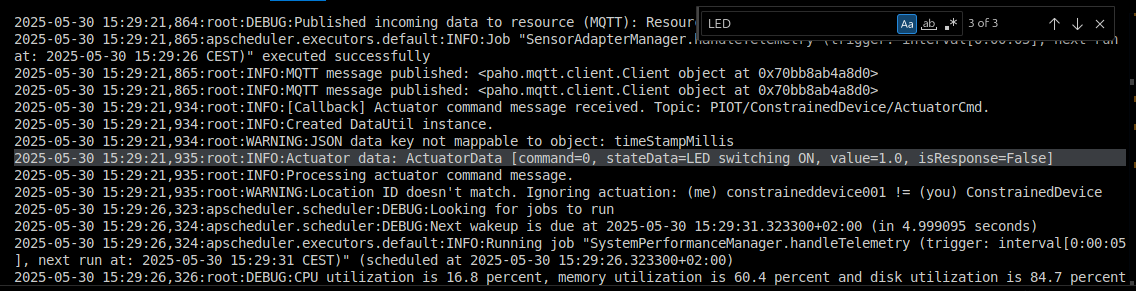 2025-05-30 15:29:21,864:root:DEBUG:Published incoming data to resource (MQTT): Resour
LED
Aa
ab
.*
3 of 3
2025-05-30 15:29:21,865:apscheduler.executors.default:INFO:Job "SensorAdapterManager.handleTelemetry (trigger: interval[0:00:05], next run
at: 2025-05-30 15:29:26 CEST)" executed successfully
2025-05-30 15:29:21,865:root:INFO:MQTT message published: <paho.mqtt.client.Client object at 0x70bb8ab4a8d0>
2025-05-30 15:29:21,865:root:INFO:MQTT message published: <paho.mqtt.client.Client object at 0x70bb8ab4a8d0>
2025-05-30 15:29:21,934:root:INFO:[Callback] Actuator command message received. Topic: PIOT/ConstrainedDevice/ActuatorCmd.
2025-05-30 15:29:21,934:root:INFO:Created DataUtil instance.
2025-05-30 15:29:21,934:root:WARNING:JSON data key not mappable to object: timeStampMillis
2025-05-30 15:29:21,935:root:INFO:Actuator data: ActuatorData [command=0, stateData=LED switching ON, value=1.0, isResponse=False]
2025-05-30 15:29:21,935:root:INFO:Processing actuator command message.
2025-05-30 15:29:21,935:root:WARNING:Location ID doesn't match. Ignoring actuation: (me) constraineddevice001 != (you) ConstrainedDevice
2025-05-30 15:29:26,323:apscheduler.scheduler:DEBUG:Looking for jobs to run
2025-05-30 15:29:26,324:apscheduler.scheduler:DEBUG:Next wakeup is due at 2025-05-30 15:29:31.323300+02:00 (in 4.999095 seconds)
2025-05-30 15:29:26,324:apscheduler.executors.default:INFO:Running job "SystemPerformanceManager.handleTelemetry (trigger: interval[0:00:05
], next run at: 2025-05-30 15:29:31 CEST)" (scheduled at 2025-05-30 15:29:26.323300+02:00)
2025-05-30 15:29:26,326:root:DEBUG:CPU utilization is 16.8 percent, memory utilization is 60.4 percent and disk utilization is 84.7 percent